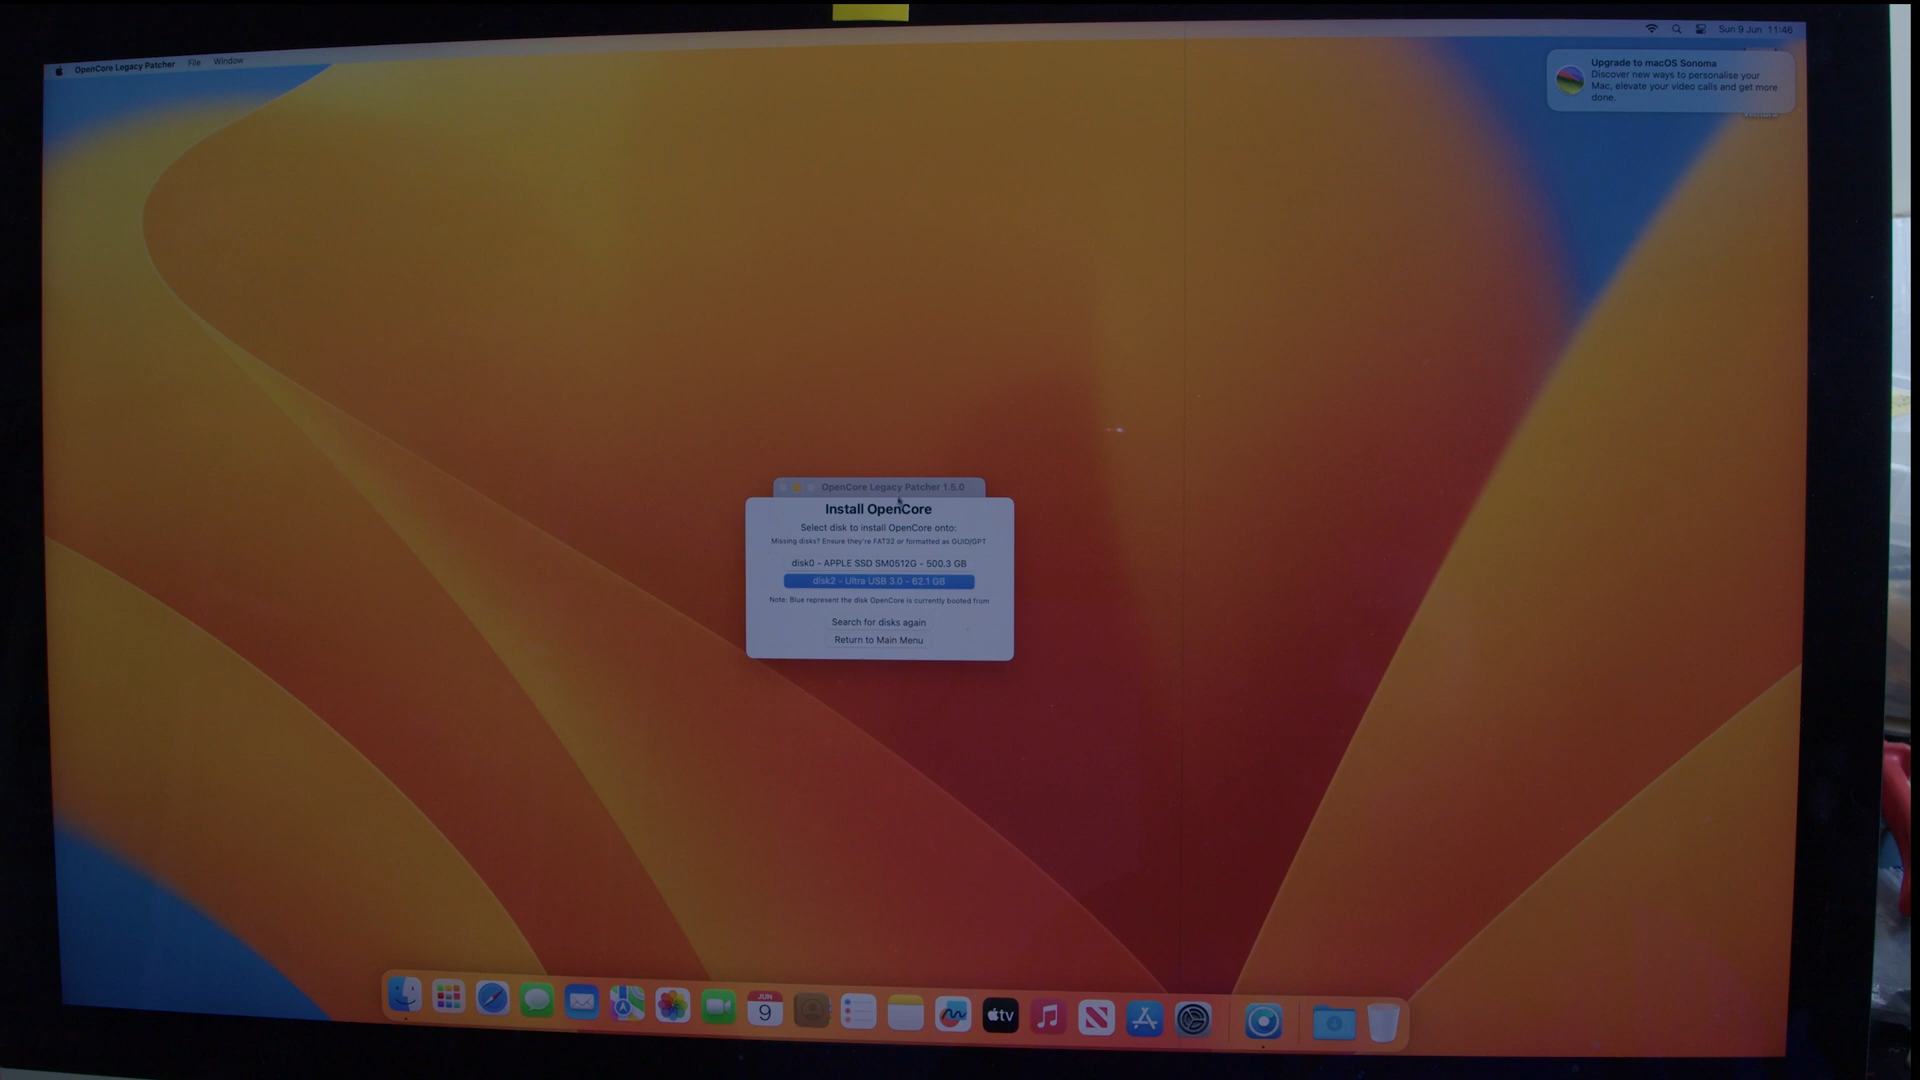 OpenCore Legacy Patcher File Window
Sun 9 Jun 11:46
Upgrade to macOS Sonoma
Discover new ways to personalise your
Mac, elevate your video calls and get more
done.
OpenCore Legacy Patcher 1.5.0
Install OpenCore
Select disk to install OpenCore onto:
Missing disks? Ensure they're FAT32 or formatted as GUID/GPT
disk0 - APPLE SSD SM0512G - 500.3 GB
disk2 - Ultra USB 3.0 - 62.1 GB
Note: Blue represent the disk OpenCore is currently booted from
Search for disks again
Return to Main Menu
JUN
9
tv